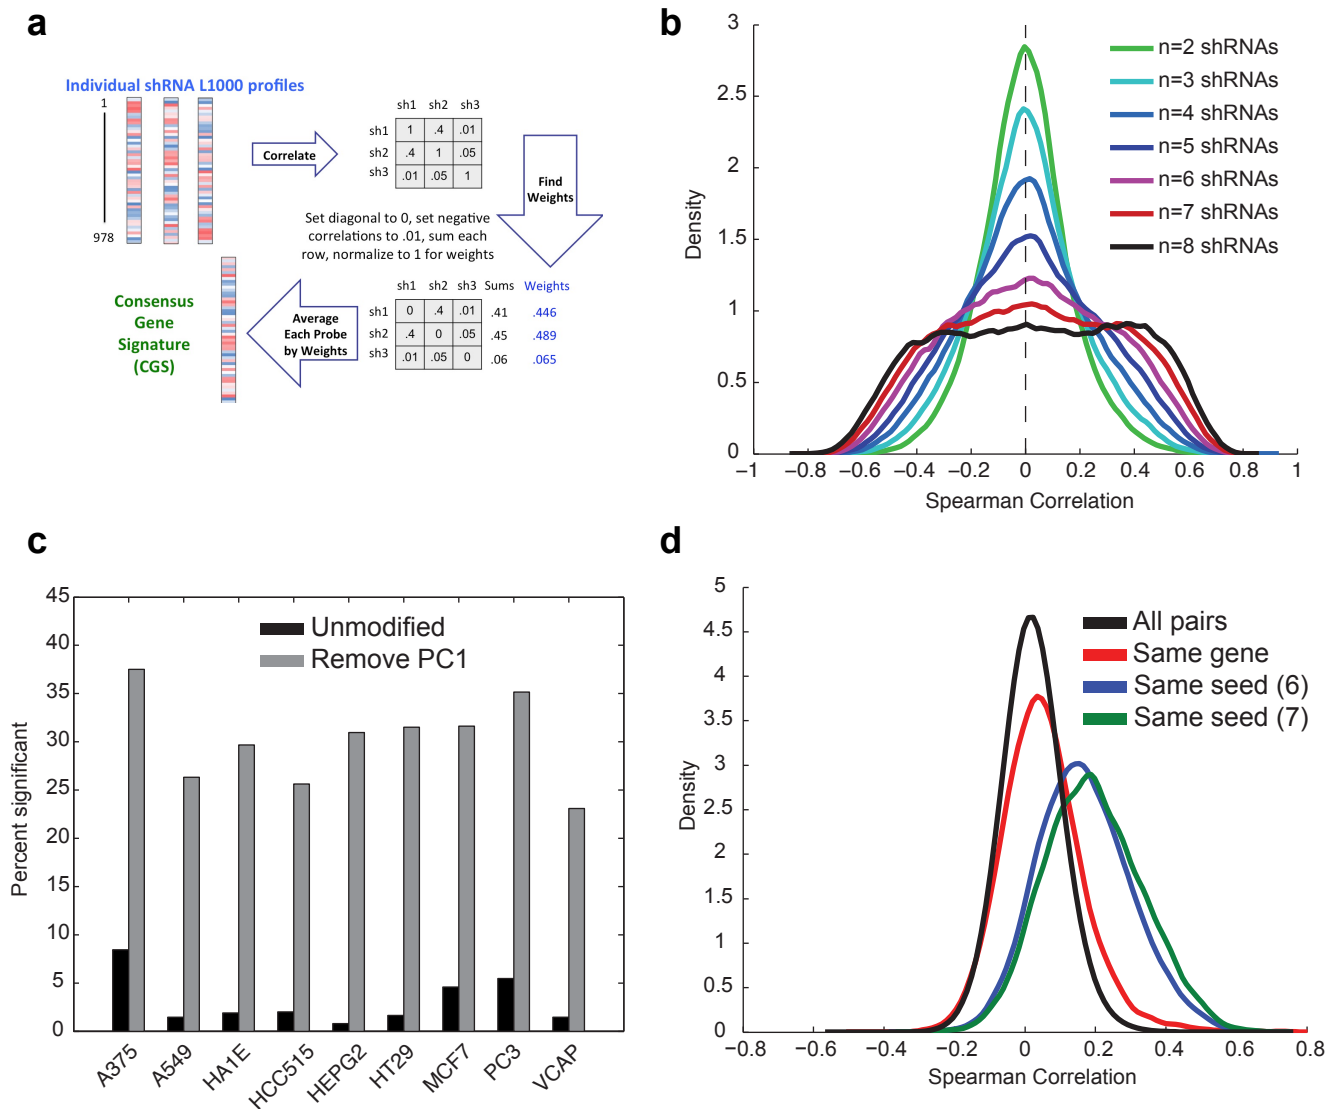 a
Individual shRNA L1000 profiles
1
978
Correlate
sh1 sh2 sh3
sh1 1 .4 .01
sh2 .4 1 .05
sh3 .01 .05 1
Find
Weights
Set diagonal to 0, set negative
correlations to .01, sum each
row, normalize to 1 for weights
sh1 sh2 sh3 Sums Weights
sh1 0 .4 .01 .41 .446
sh2 .4 0 .05 .45 .489
sh3 .01 .05 0 .06 .065
Average
Each Probe
by Weights
Consensus
Gene
Signature
(CGS)
b
3
2.5
2
1.5
1
0.5
0
Density
−1 −0.8 −0.6 −0.4 −0.2 0 0.2 0.4 0.6 0.8 1
Spearman Correlation
n=2 shRNAs
n=3 shRNAs
n=4 shRNAs
n=5 shRNAs
n=6 shRNAs
n=7 shRNAs
n=8 shRNAs
c
45
40
35
30
25
20
15
10
5
0
Percent significant
Unmodified
Remove PC1
A375 A549 HA1E HCC515 HEPG2 HT29 MCF7 PC3 VCAP
d
5
4.5
4
3.5
3
2.5
2
1.5
1
0.5
0
Density
−0.8 −0.6 −0.4 −0.2 0 0.2 0.4 0.6 0.8
Spearman Correlation
All pairs
Same gene
Same seed (6)
Same seed (7)